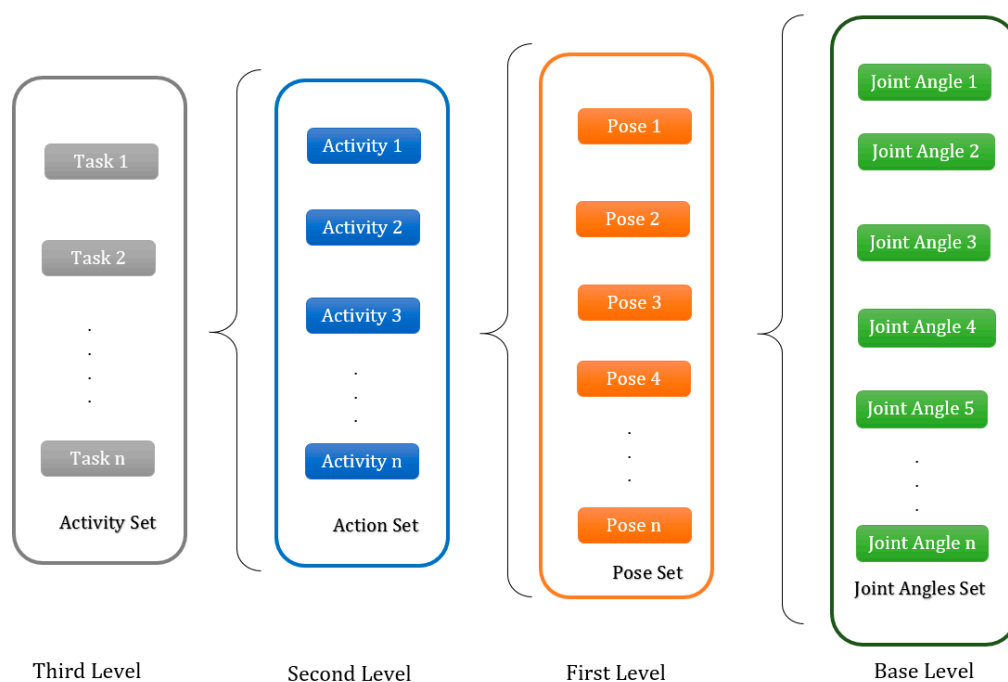 Task 1
Task 2
Task n
Activity Set
Third Level
Activity 1
Activity 2
Activity 3
Activity n
Action Set
Second Level
Pose 1
Pose 2
Pose 3
Pose 4
Pose n
Pose Set
First Level
Joint Angle 1
Joint Angle 2
Joint Angle 3
Joint Angle 4
Joint Angle 5
Joint Angle n
Joint Angles Set
Base Level